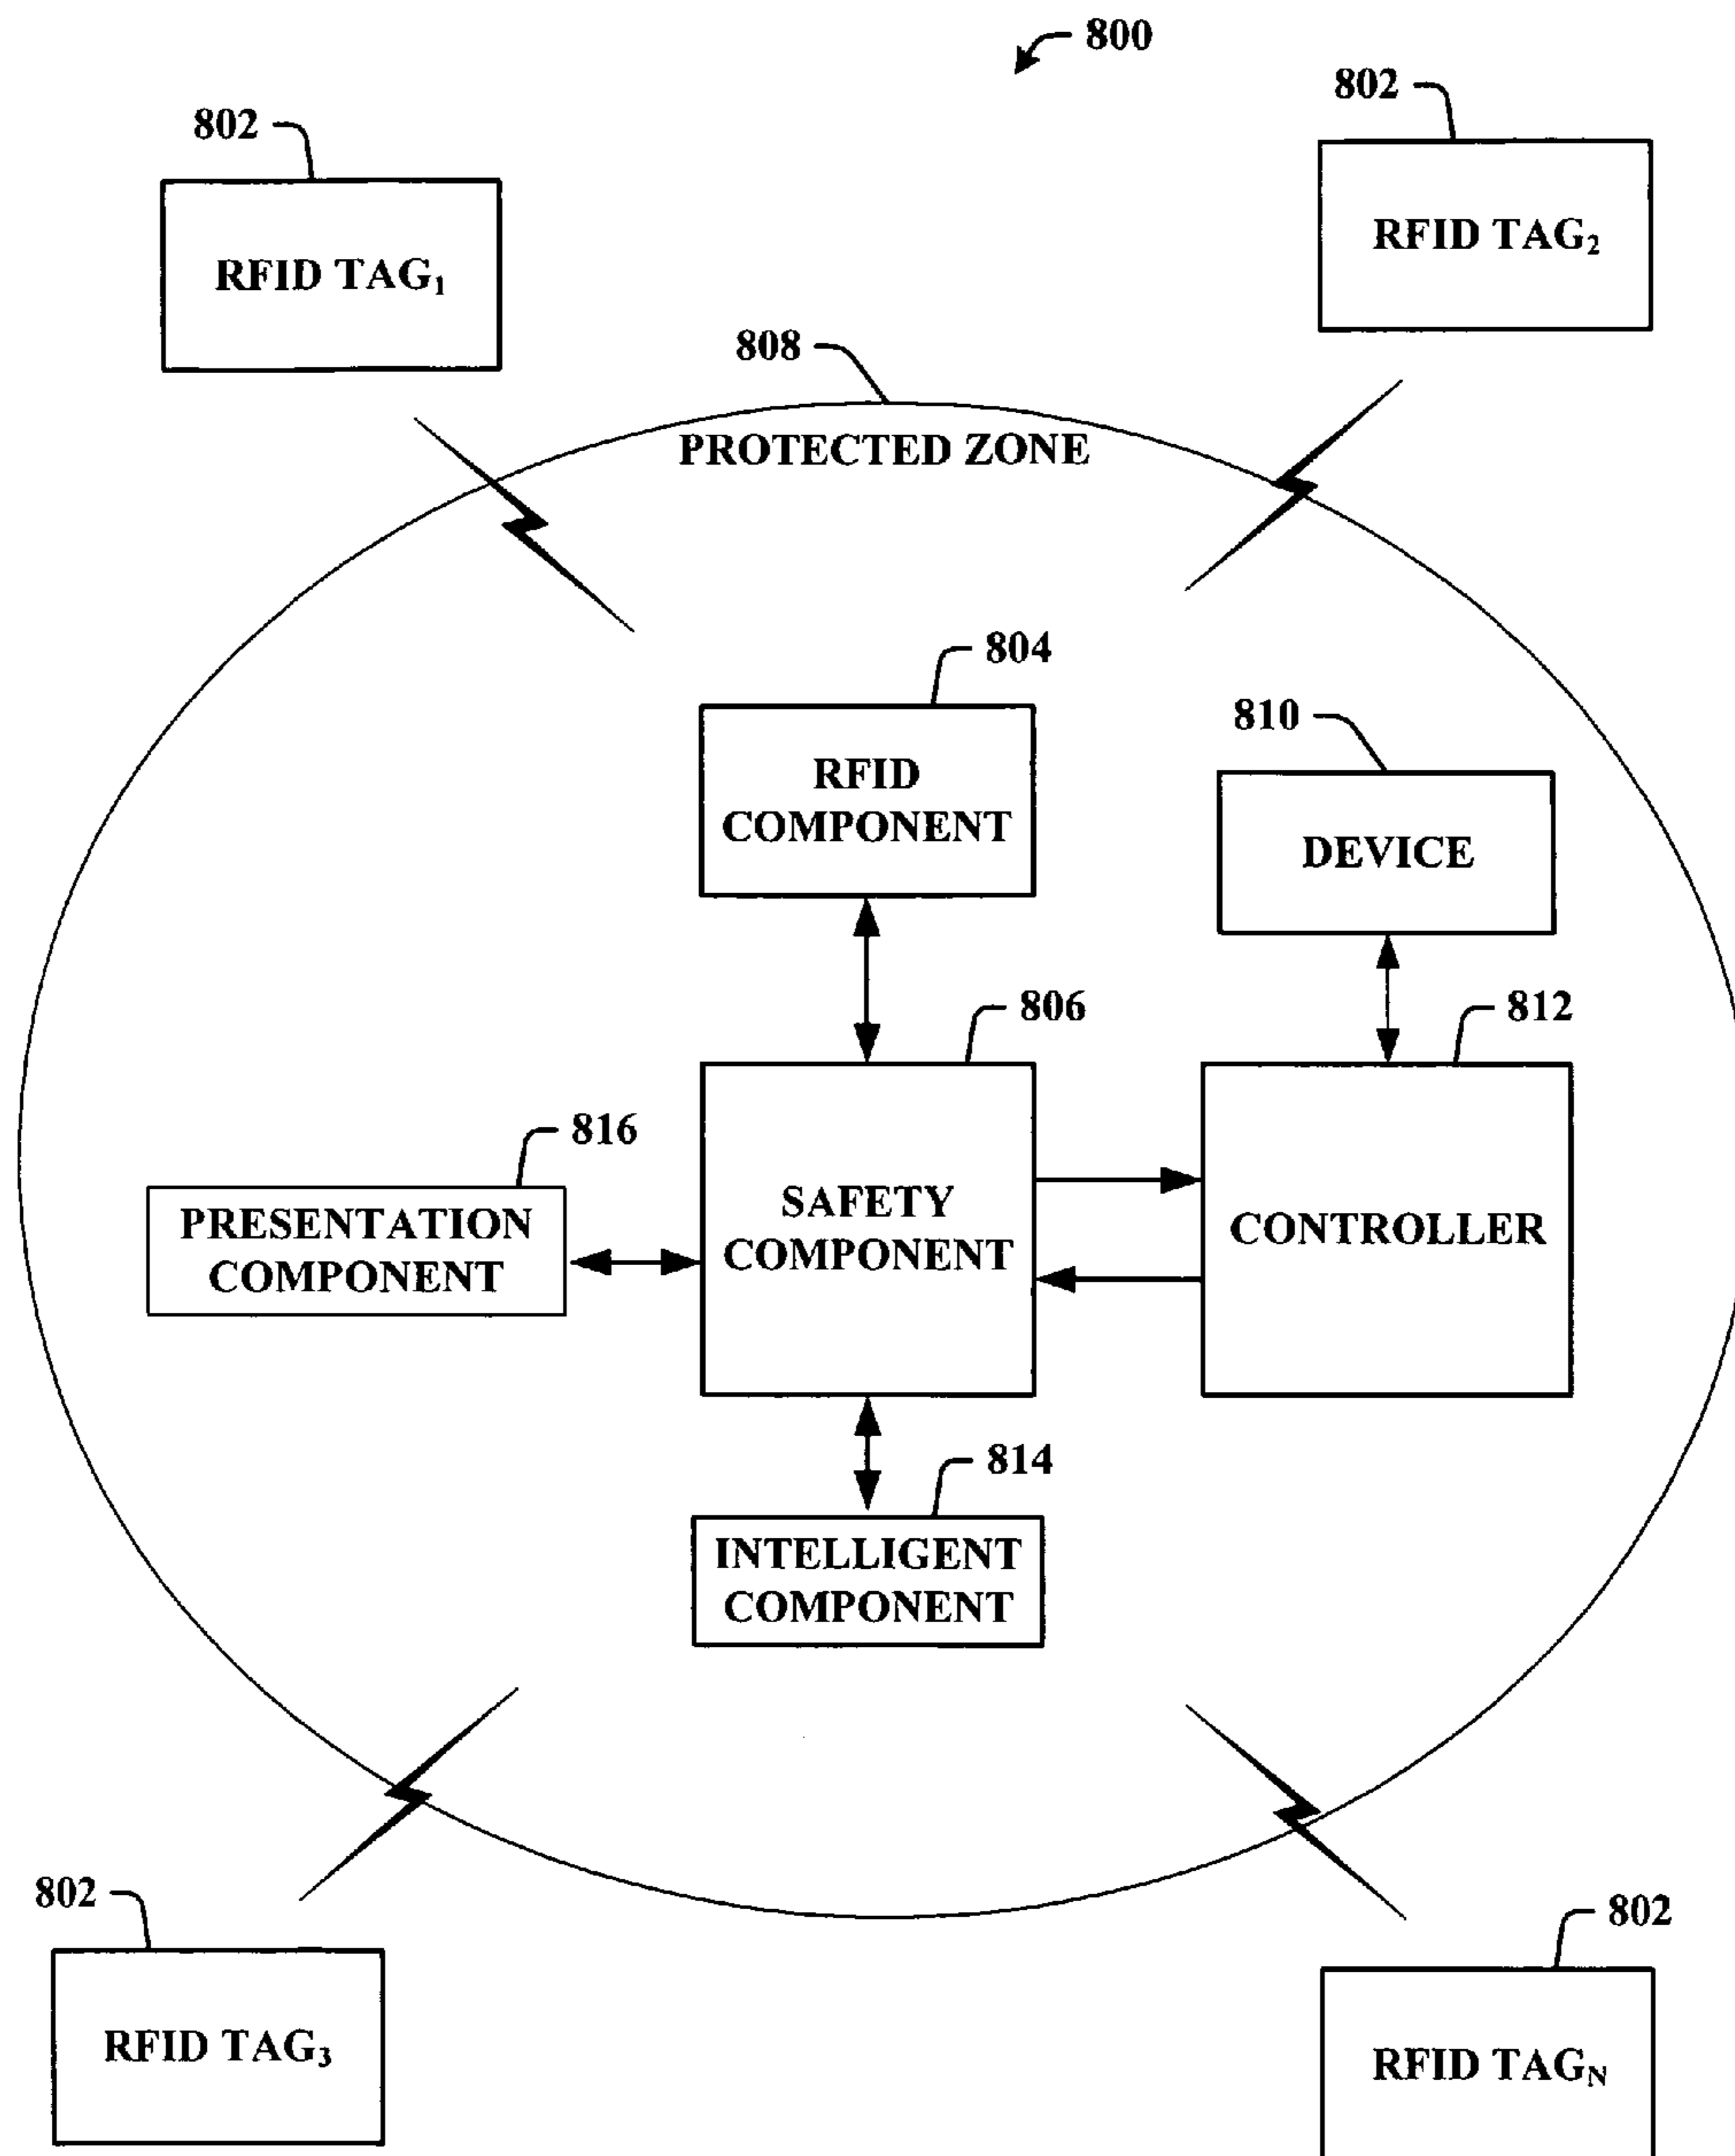 800
802
802
RFID TAG₁
RFID TAG₂
808
PROTECTED ZONE
804
RFID
COMPONENT
810
DEVICE
806
812
816
SAFETY
COMPONENT
PRESENTATION
COMPONENT
CONTROLLER
814
INTELLIGENT
COMPONENT
802
802
RFID TAG₃
RFID TAG_N